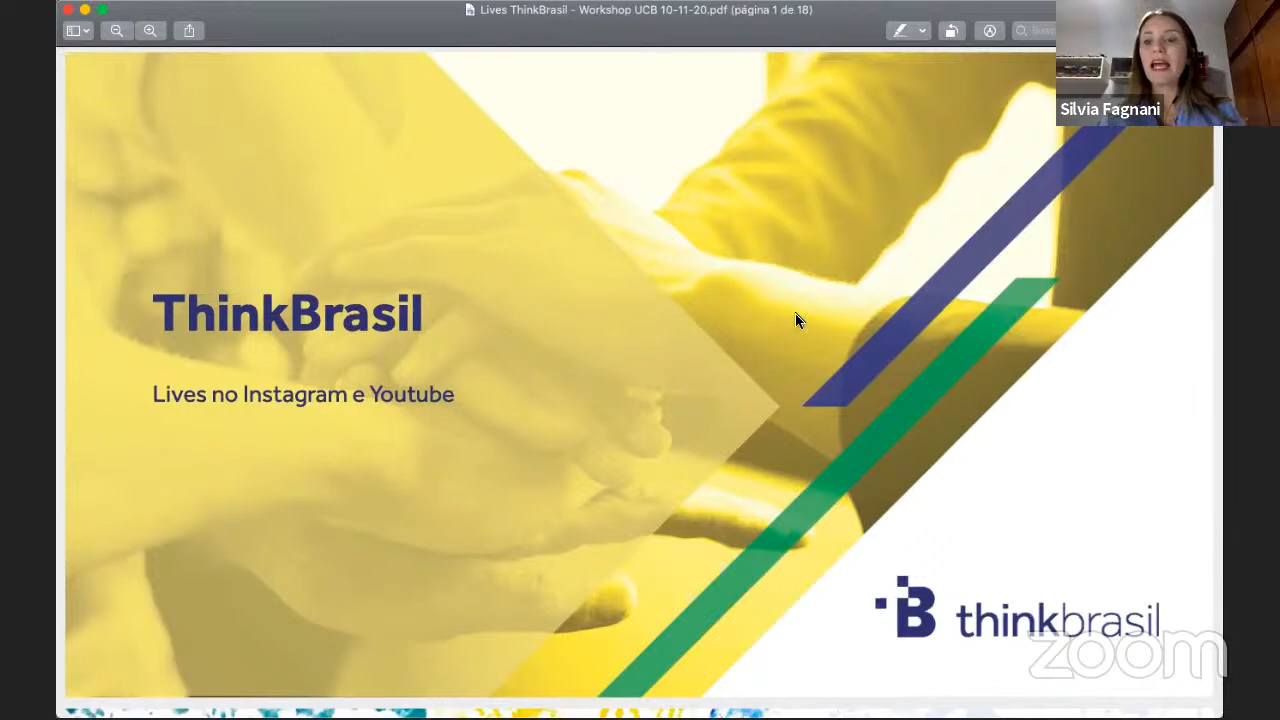 Lives ThinkBrasil - Workshop UCB 10-11-20.pdf (página 1 de 18)
Silvia Fagnani
ThinkBrasil
Lives no Instagram e Youtube
B thinkbrasil
zoom